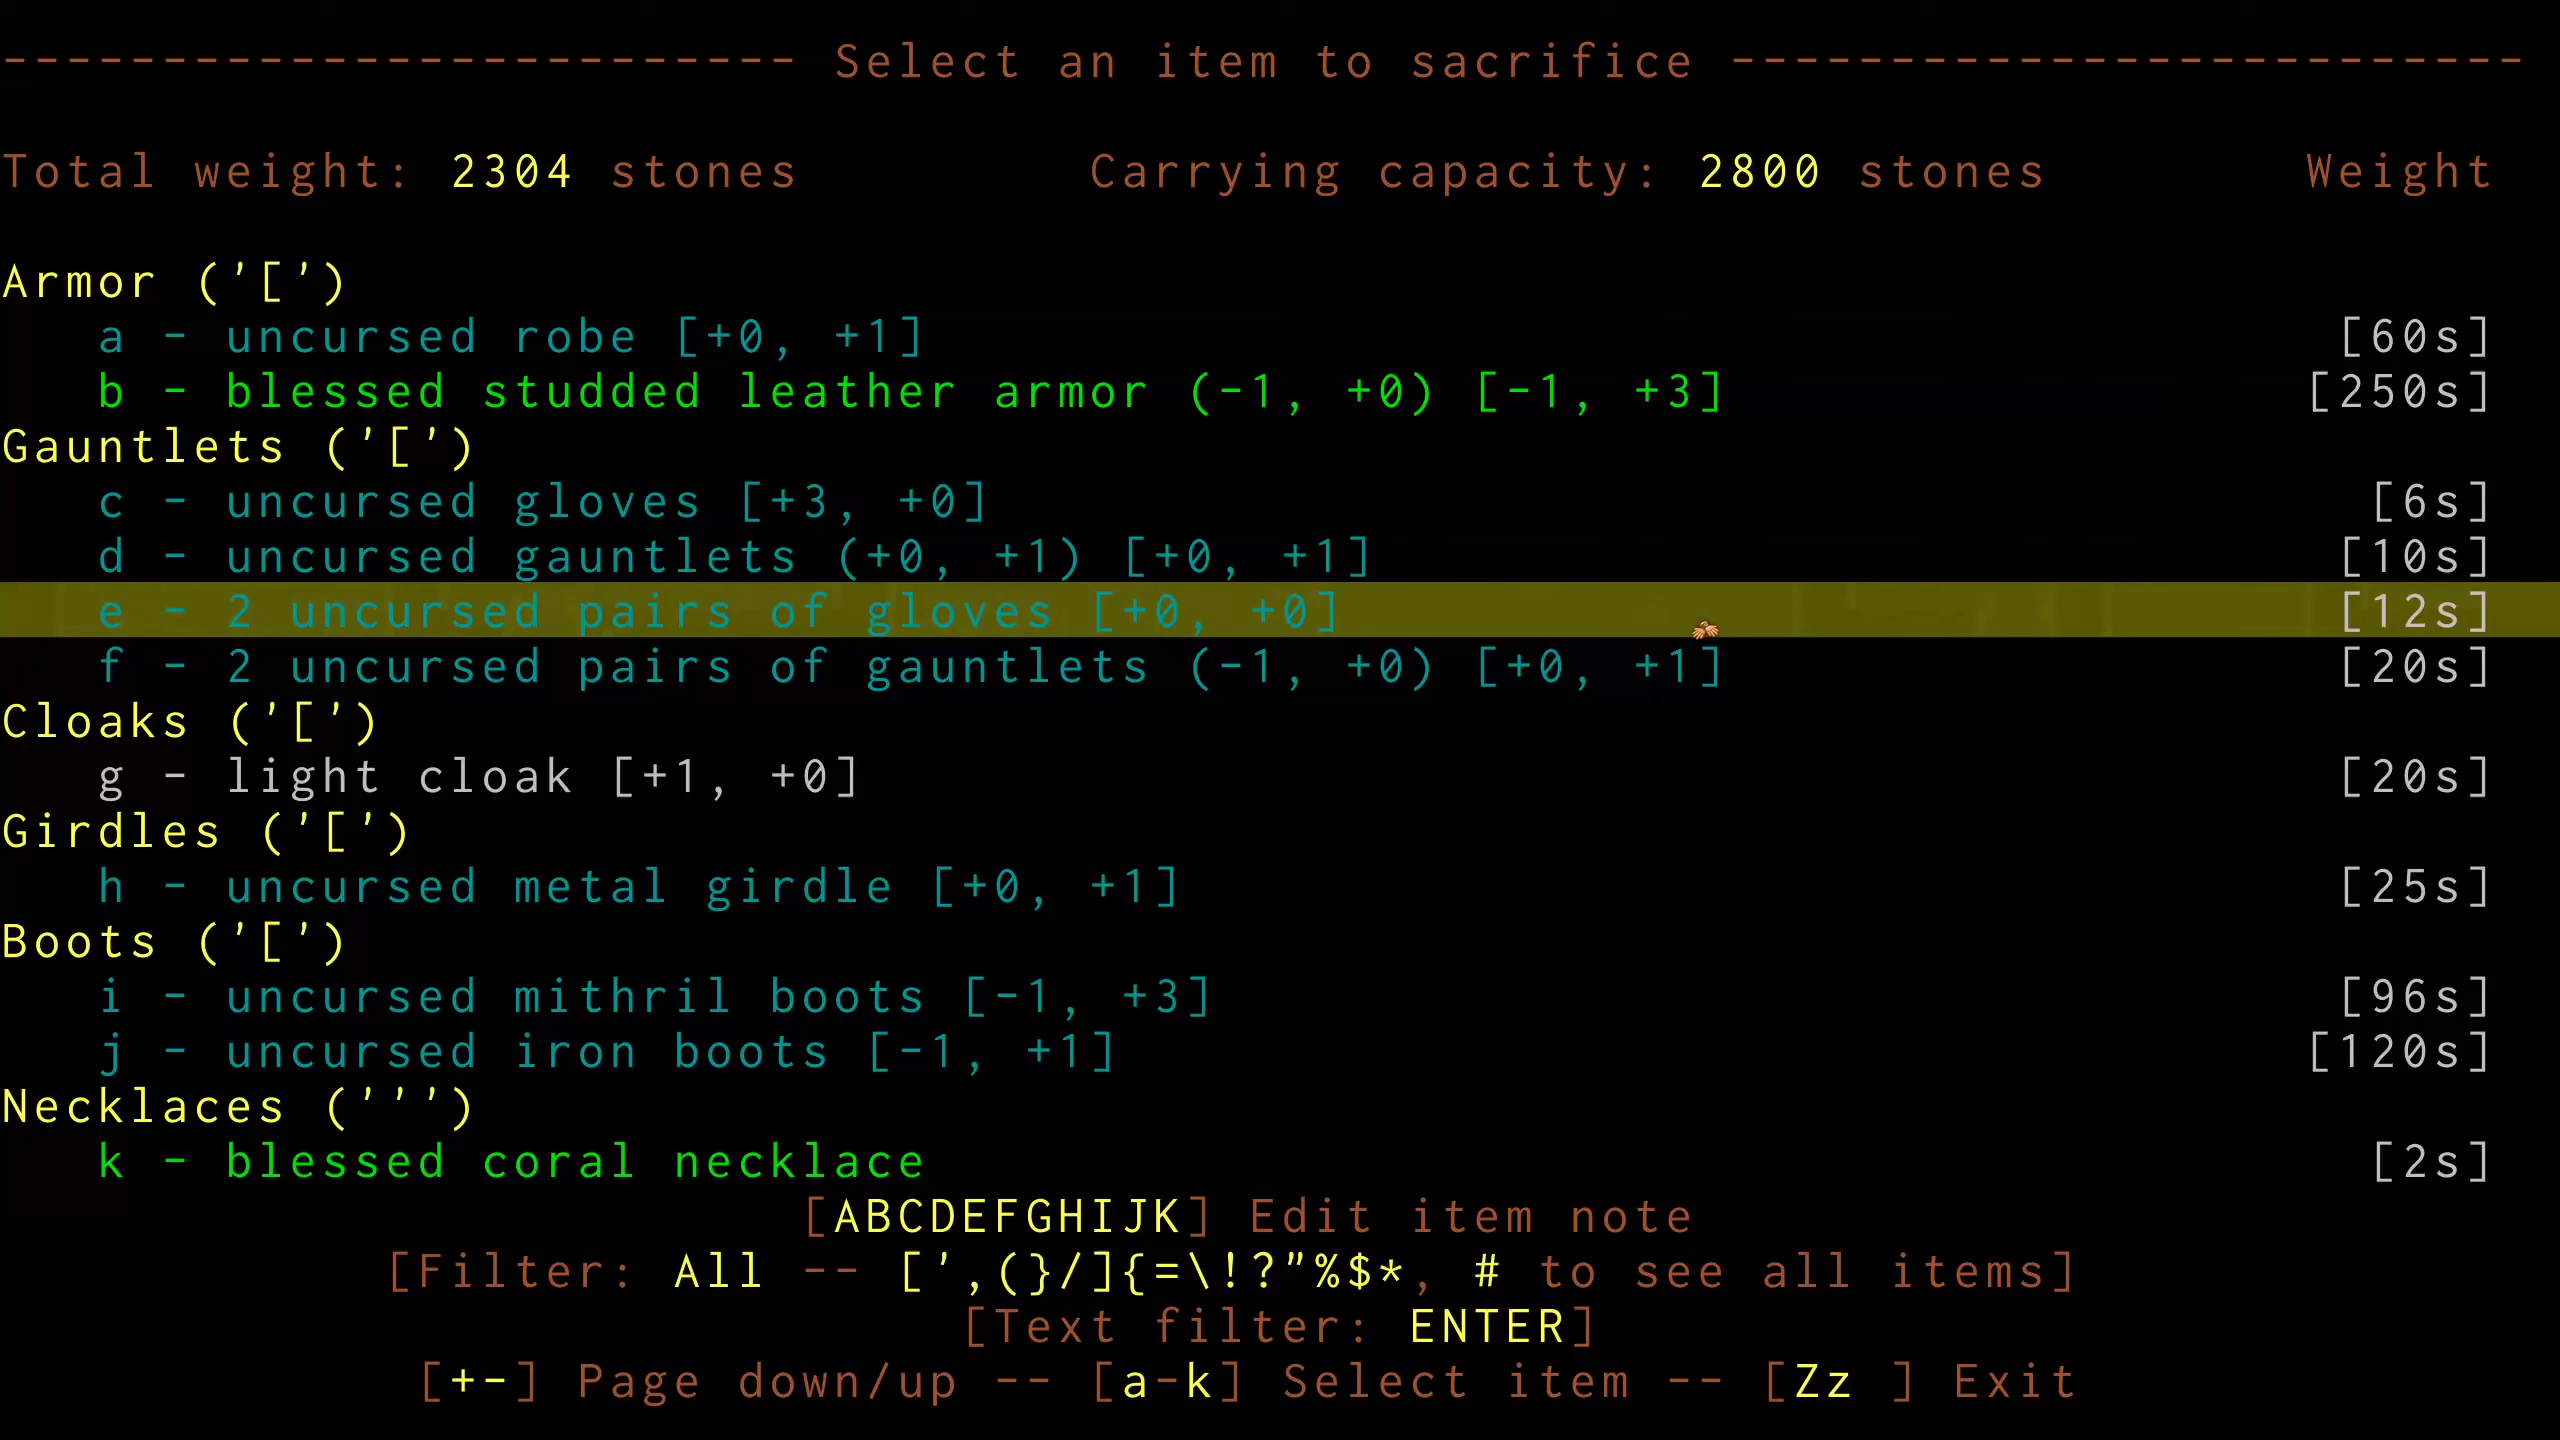 ------------------------- Select an item to sacrifice -------------------------
Total weight: 2304 stones Carrying capacity: 2800 stones Weight
Armor ('[')
a - uncursed robe [+0, +1] [60s]
b - blessed studded leather armor (-1, +0) [-1, +3] [250s]
Gauntlets ('[')
c - uncursed gloves [+3, +0] [6s]
d - uncursed gauntlets (+0, +1) [+0, +1] [10s]
e - 2 uncursed pairs of gloves [+0, +0] [12s]
f - 2 uncursed pairs of gauntlets (-1, +0) [+0, +1] [20s]
Cloaks ('[')
g - light cloak [+1, +0] [20s]
Girdles ('[')
h - uncursed metal girdle [+0, +1] [25s]
Boots ('[')
i - uncursed mithril boots [-1, +3] [96s]
j - uncursed iron boots [-1, +1] [120s]
Necklaces (''')
k - blessed coral necklace [2s]
[ABCDEFGHIJK] Edit item note
[Filter: All -- [',(}/]{=\!?"%$*, # to see all items]
[Text filter: ENTER]
[+-] Page down/up -- [a-k] Select item -- [Zz ] Exit